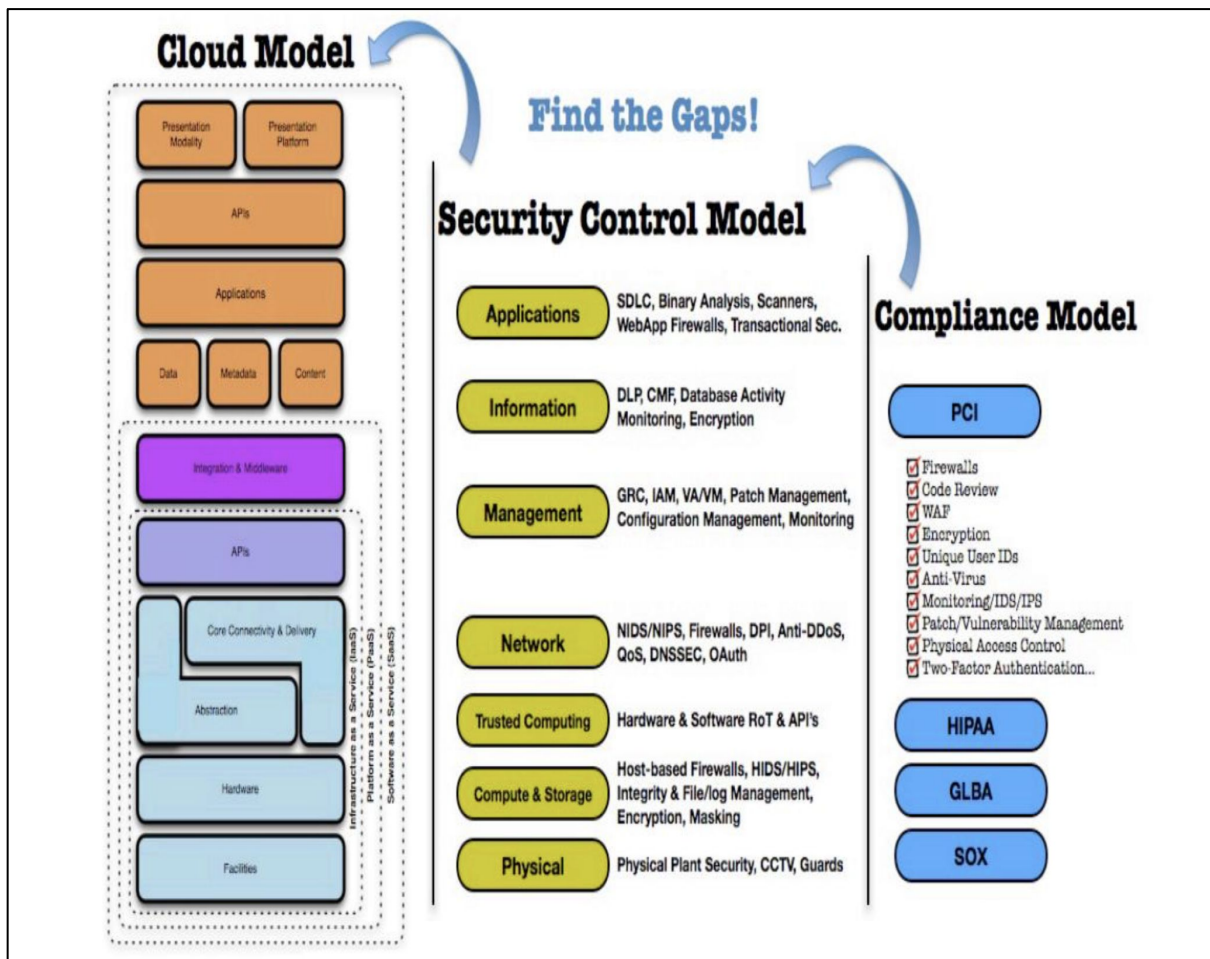 Cloud Model
Find the Gaps!
Presentation
Modality
Presentation
Platform
APIs
Applications
Data
Metadata
Content
Integration & Middleware
APIs
Core Connectivity & Delivery
Abstraction
Hardware
Facilities
Infrastructure as a Service (IaaS)
Platform as a Service (PaaS)
Software as a Service (SaaS)
Security Control Model
Applications
SDLC, Binary Analysis, Scanners,
WebApp Firewalls, Transactional Sec.
Information
DLP, CMF, Database Activity
Monitoring, Encryption
Management
GRC, IAM, VA/VM, Patch Management,
Configuration Management, Monitoring
Network
NIDS/NIPS, Firewalls, DPI, Anti-DDoS,
QoS, DNSSEC, OAuth
Trusted Computing
Hardware & Software RoT & API's
Compute & Storage
Host-based Firewalls, HIDS/HIPS,
Integrity & File/log Management,
Encryption, Masking
Physical
Physical Plant Security, CCTV, Guards
Compliance Model
PCI
Firewalls
Code Review
WAF
Encryption
Unique User IDs
Anti-Virus
Monitoring/IDS/IPS
Patch/Vulnerability Management
Physical Access Control
Two-Factor Authentication...
HIPAA
GLBA
SOX